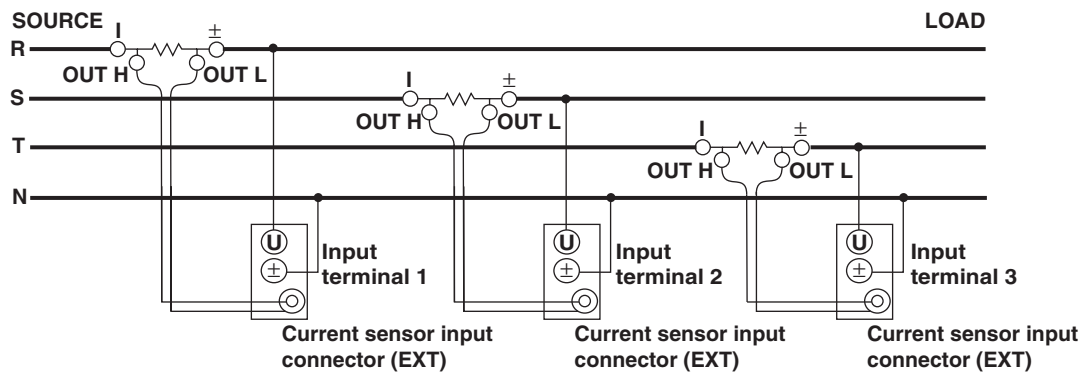 SOURCE
LOAD
I
±
R
OUT H
OUT L
I
±
S
OUT H
OUT L
I
±
T
OUT H
OUT L
N
U
±
Input
terminal 1
Current sensor input
connector (EXT)
U
±
Input
terminal 2
Current sensor input
connector (EXT)
U
±
Input
terminal 3
Current sensor input
connector (EXT)